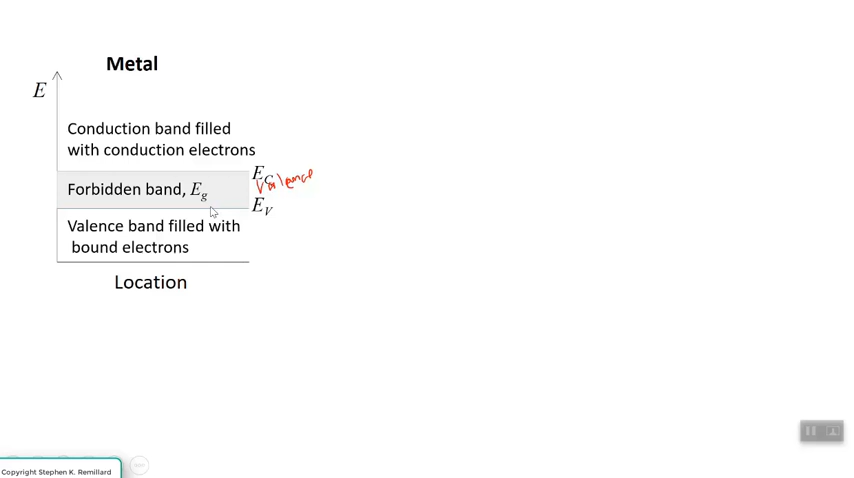 Metal
E
Conduction band filled
with conduction electrons
E_C
valence
Forbidden band, E_g
E_V
Valence band filled with
bound electrons
Location
Copyright Stephen K. Remillard